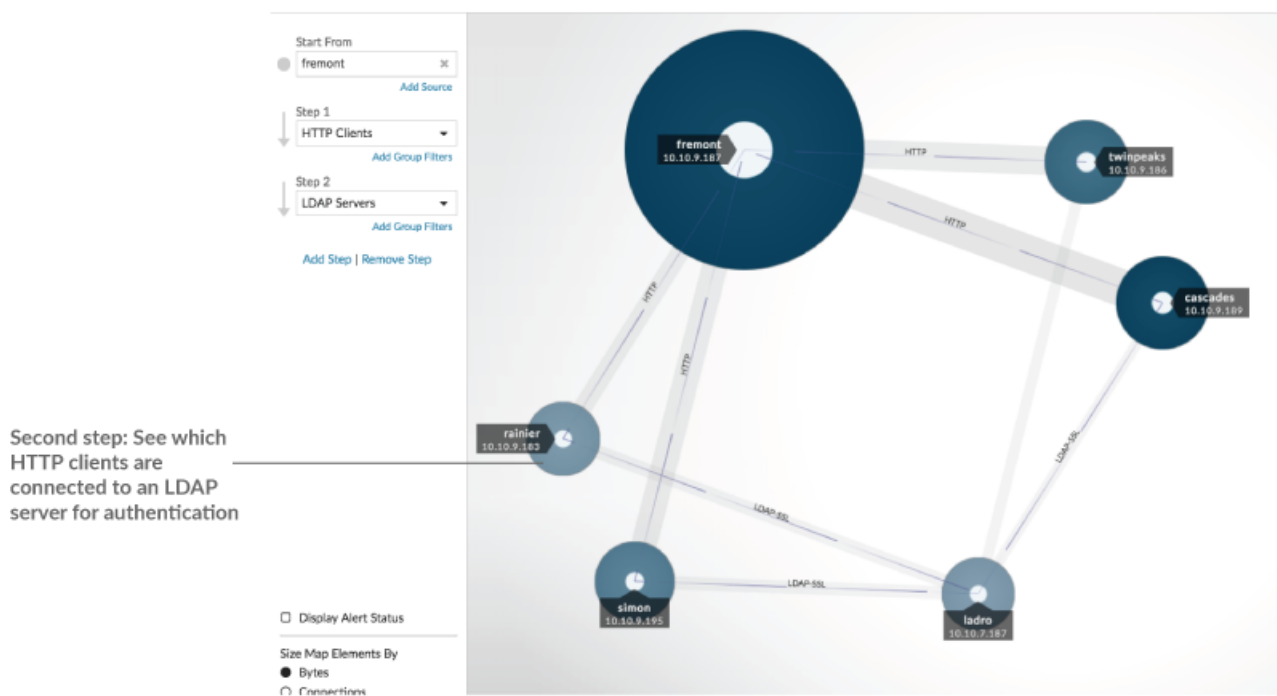 Start From
fremont
Add Source
Step 1
HTTP Clients
Add Group Filters
Step 2
LDAP Servers
Add Group Filters
Add Step | Remove Step
Second step: See which
HTTP clients are
connected to an LDAP
server for authentication
Display Alert Status
Size Map Elements By
Bytes
Connections
fremont
10.10.9.187
HTTP
twinpeaks
10.10.9.186
HTTP
cascades
10.10.9.189
HTTP
HTTP
rainier
10.10.9.183
LDAP-SSL
LDAP-SSL
simon
10.10.9.195
LDAP-SSL
ladro
10.10.7.187